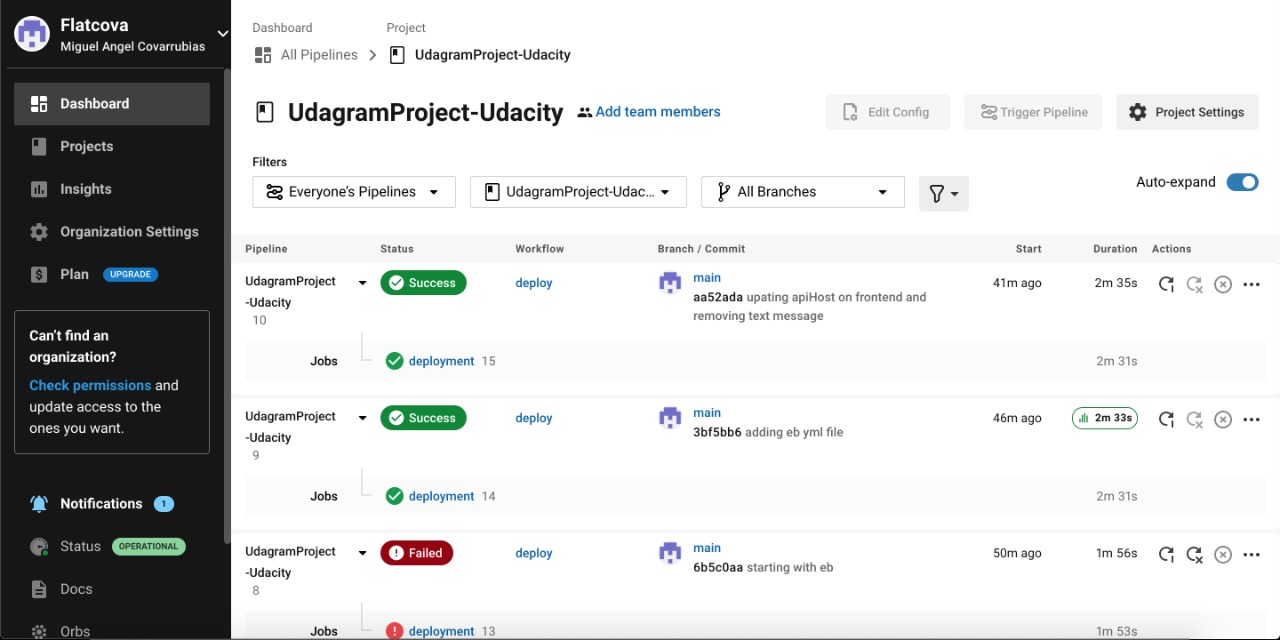 Flatcova
Miguel Angel Covarrubias
Dashboard
Projects
Insights
Organization Settings
Plan UPGRADE
Can't find an
organization?
Check permissions and
update access to the
ones you want.
Notifications 1
Status OPERATIONAL
Docs
Orbs
Dashboard Project
All Pipelines UdagramProject-Udacity
UdagramProject-Udacity Add team members Edit Config Trigger Pipeline Project Settings
Filters
Everyone's Pipelines UdagramProject-Udac... All Branches Auto-expand
Pipeline Status Workflow Branch / Commit Start Duration Actions
UdagramProject Success deploy main 41m ago 2m 35s
-Udacity aa52ada upating apiHost on frontend and
10 removing text message
Jobs deployment 15 2m 31s
UdagramProject Success deploy main 46m ago 2m 33s
-Udacity 3bf5bb6 adding eb yml file
9
Jobs deployment 14 2m 31s
UdagramProject Failed deploy main 50m ago 1m 56s
-Udacity 6b5c0aa starting with eb
8
Jobs deployment 13 1m 53s